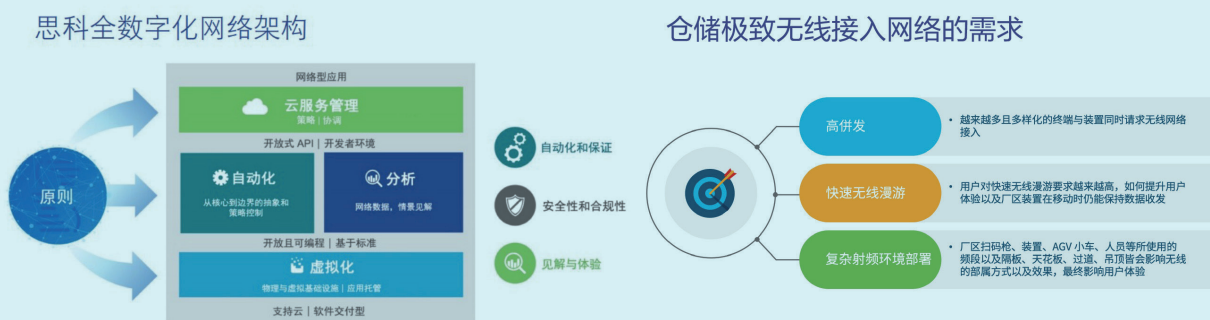 思科全数字化网络架构
原则
网络型应用
云服务管理
策略 | 协调
开放式 API | 开发者环境
自动化
从核心到边界的抽象和
策略控制
分析
网络数据，情景见解
开放且可编程 | 基于标准
虚拟化
物理与虚拟基础设施 | 应用托管
支持云 | 软件交付型
自动化和保证
安全性和合规性
见解与体验
仓储极致无线接入网络的需求
高併发
• 越来越多且多样化的终端与装置同时请求无线网络
接入
快速无线漫游
• 用户对快速无线漫游要求越来越高，如何提升用户
体验以及厂区装置在移动时仍能保持数据收发
复杂射频环境部署
• 厂区扫码枪、装置、AGV 小车、人员等所使用的
频段以及隔板、天花板、过道、吊顶皆会影响无线
的部属方式以及效果，最终影响用户体验